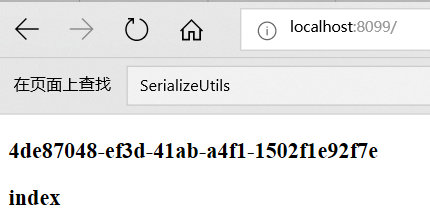 localhost:8099/
在页面上查找 SerializeUtils
4de87048-ef3d-41ab-a4f1-1502f1e92f7e
index